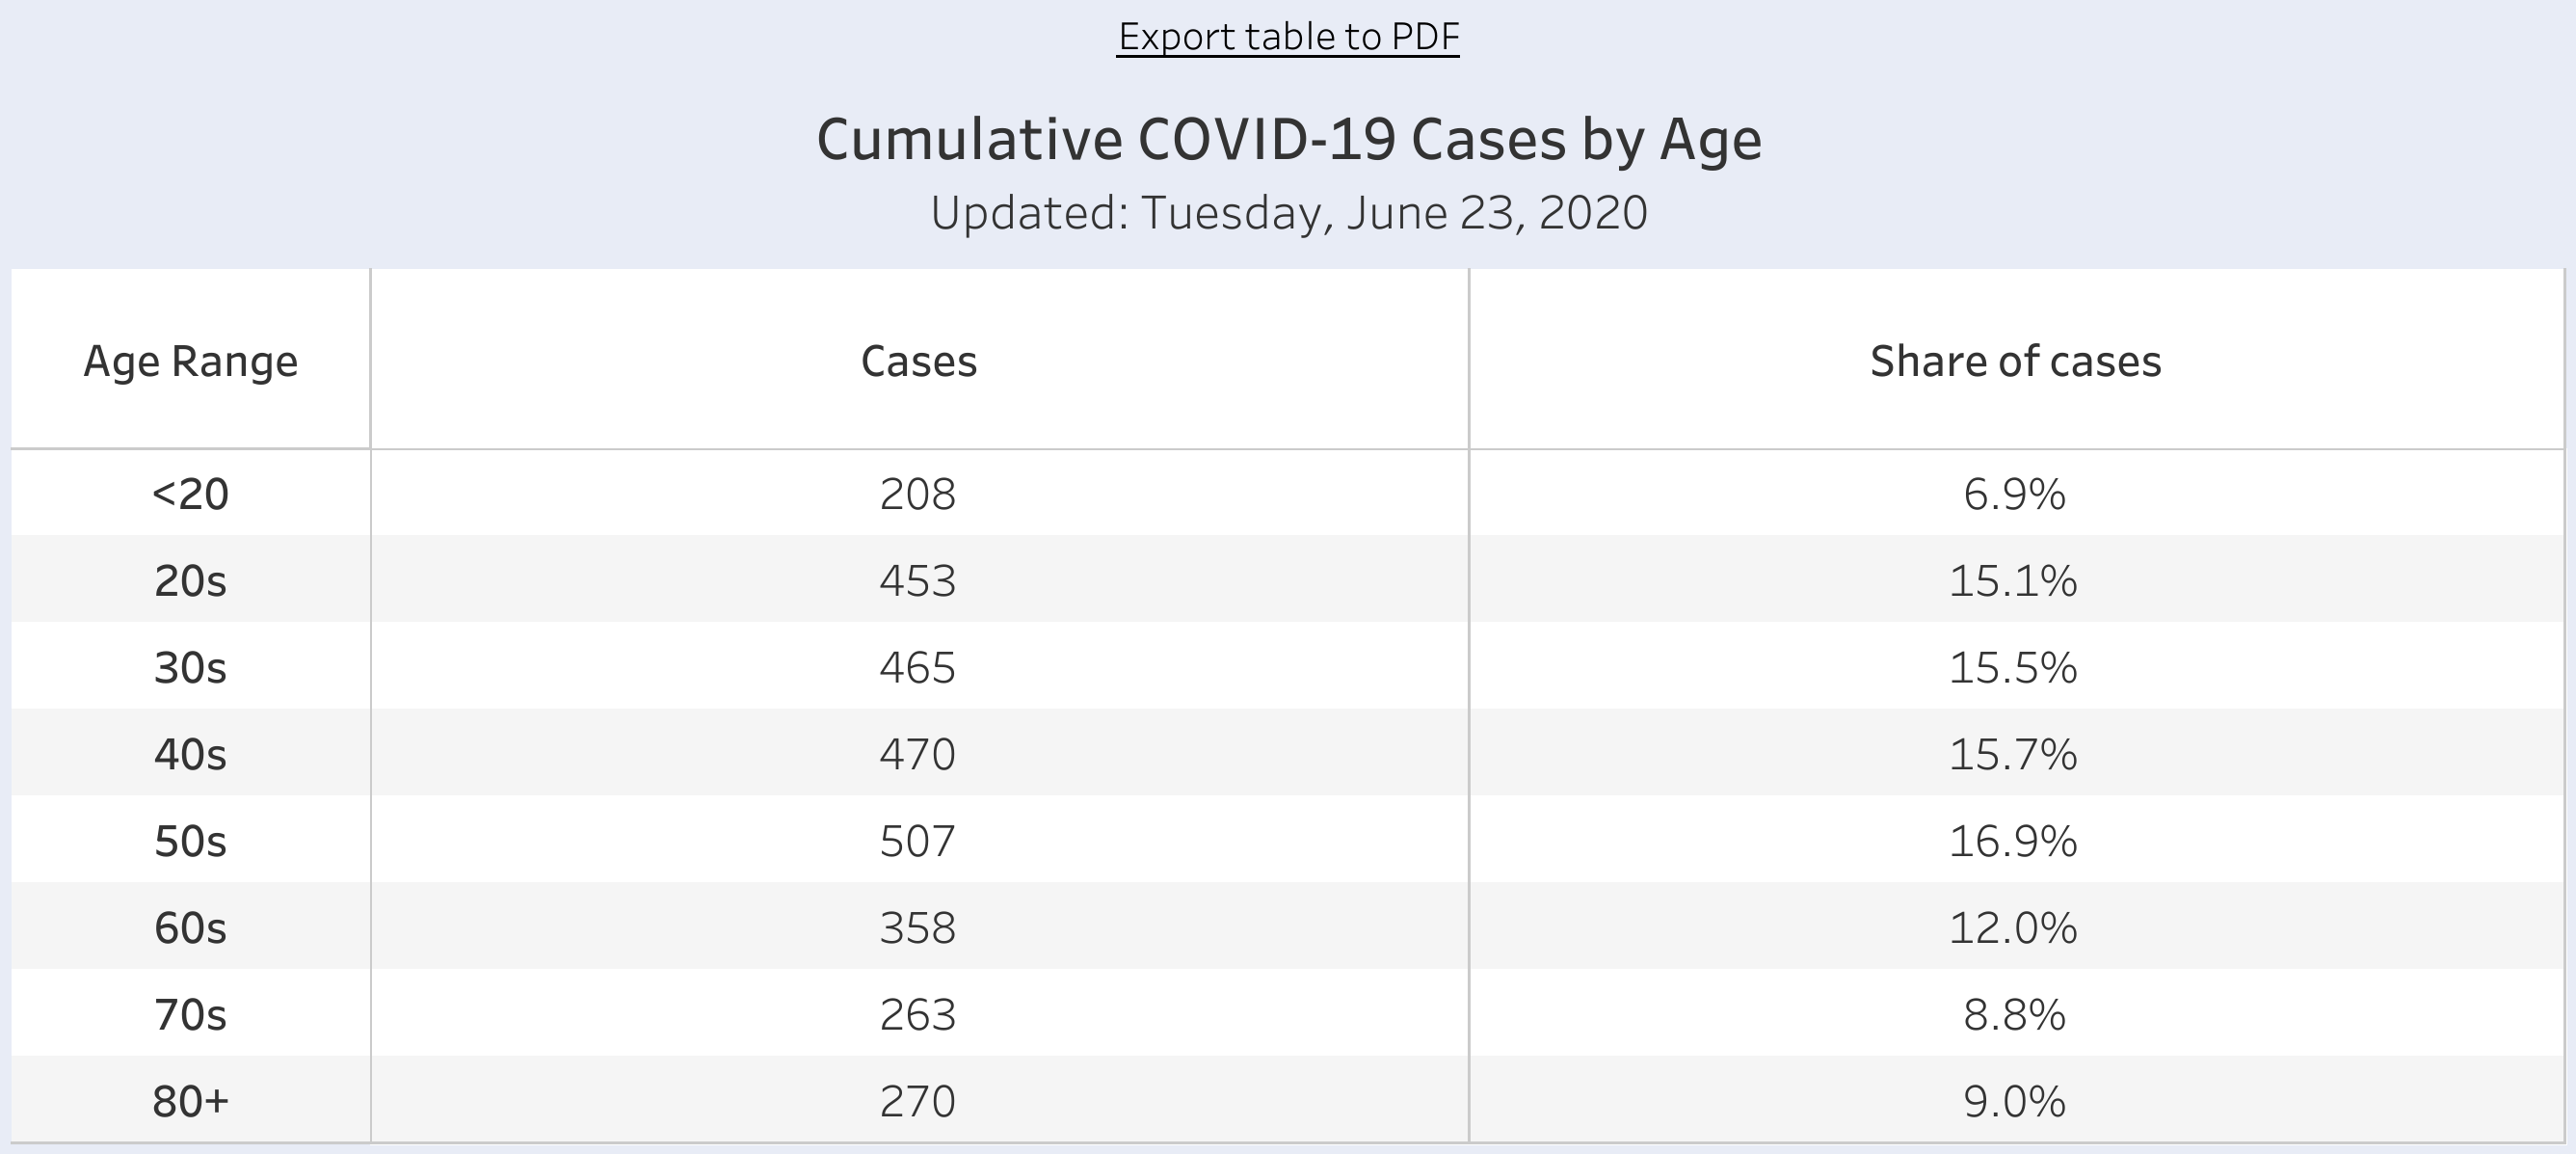 Export table to PDF
Cumulative COVID-19 Cases by Age
Updated: Tuesday, June 23, 2020
Age Range Cases Share of cases
<20 208 6.9%
20s 453 15.1%
30s 465 15.5%
40s 470 15.7%
50s 507 16.9%
60s 358 12.0%
70s 263 8.8%
80+ 270 9.0%